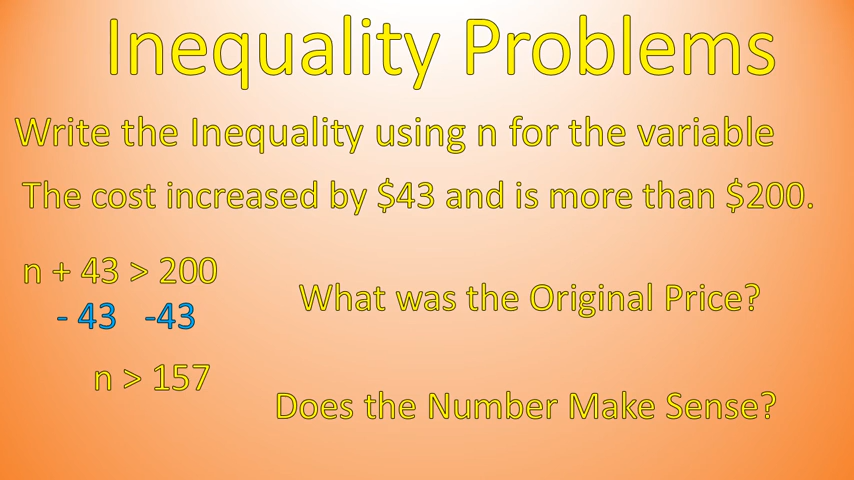 Inequality Problems
Write the Inequality using n for the variable
The cost increased by $43 and is more than $200.
n + 43 > 200
- 43 -43
n > 157
What was the Original Price?
Does the Number Make Sense?